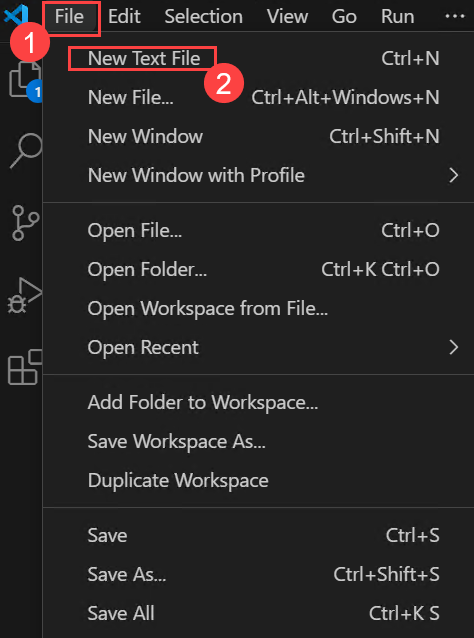 File Edit Selection View Go Run ...
1
New Text File Ctrl+N
2
1
New File... Ctrl+Alt+Windows+N
New Window Ctrl+Shift+N
New Window with Profile
Open File... Ctrl+O
Open Folder... Ctrl+K Ctrl+O
Open Workspace from File...
Open Recent
Add Folder to Workspace...
Save Workspace As...
Duplicate Workspace
Save Ctrl+S
Save As... Ctrl+Shift+S
Save All Ctrl+K S